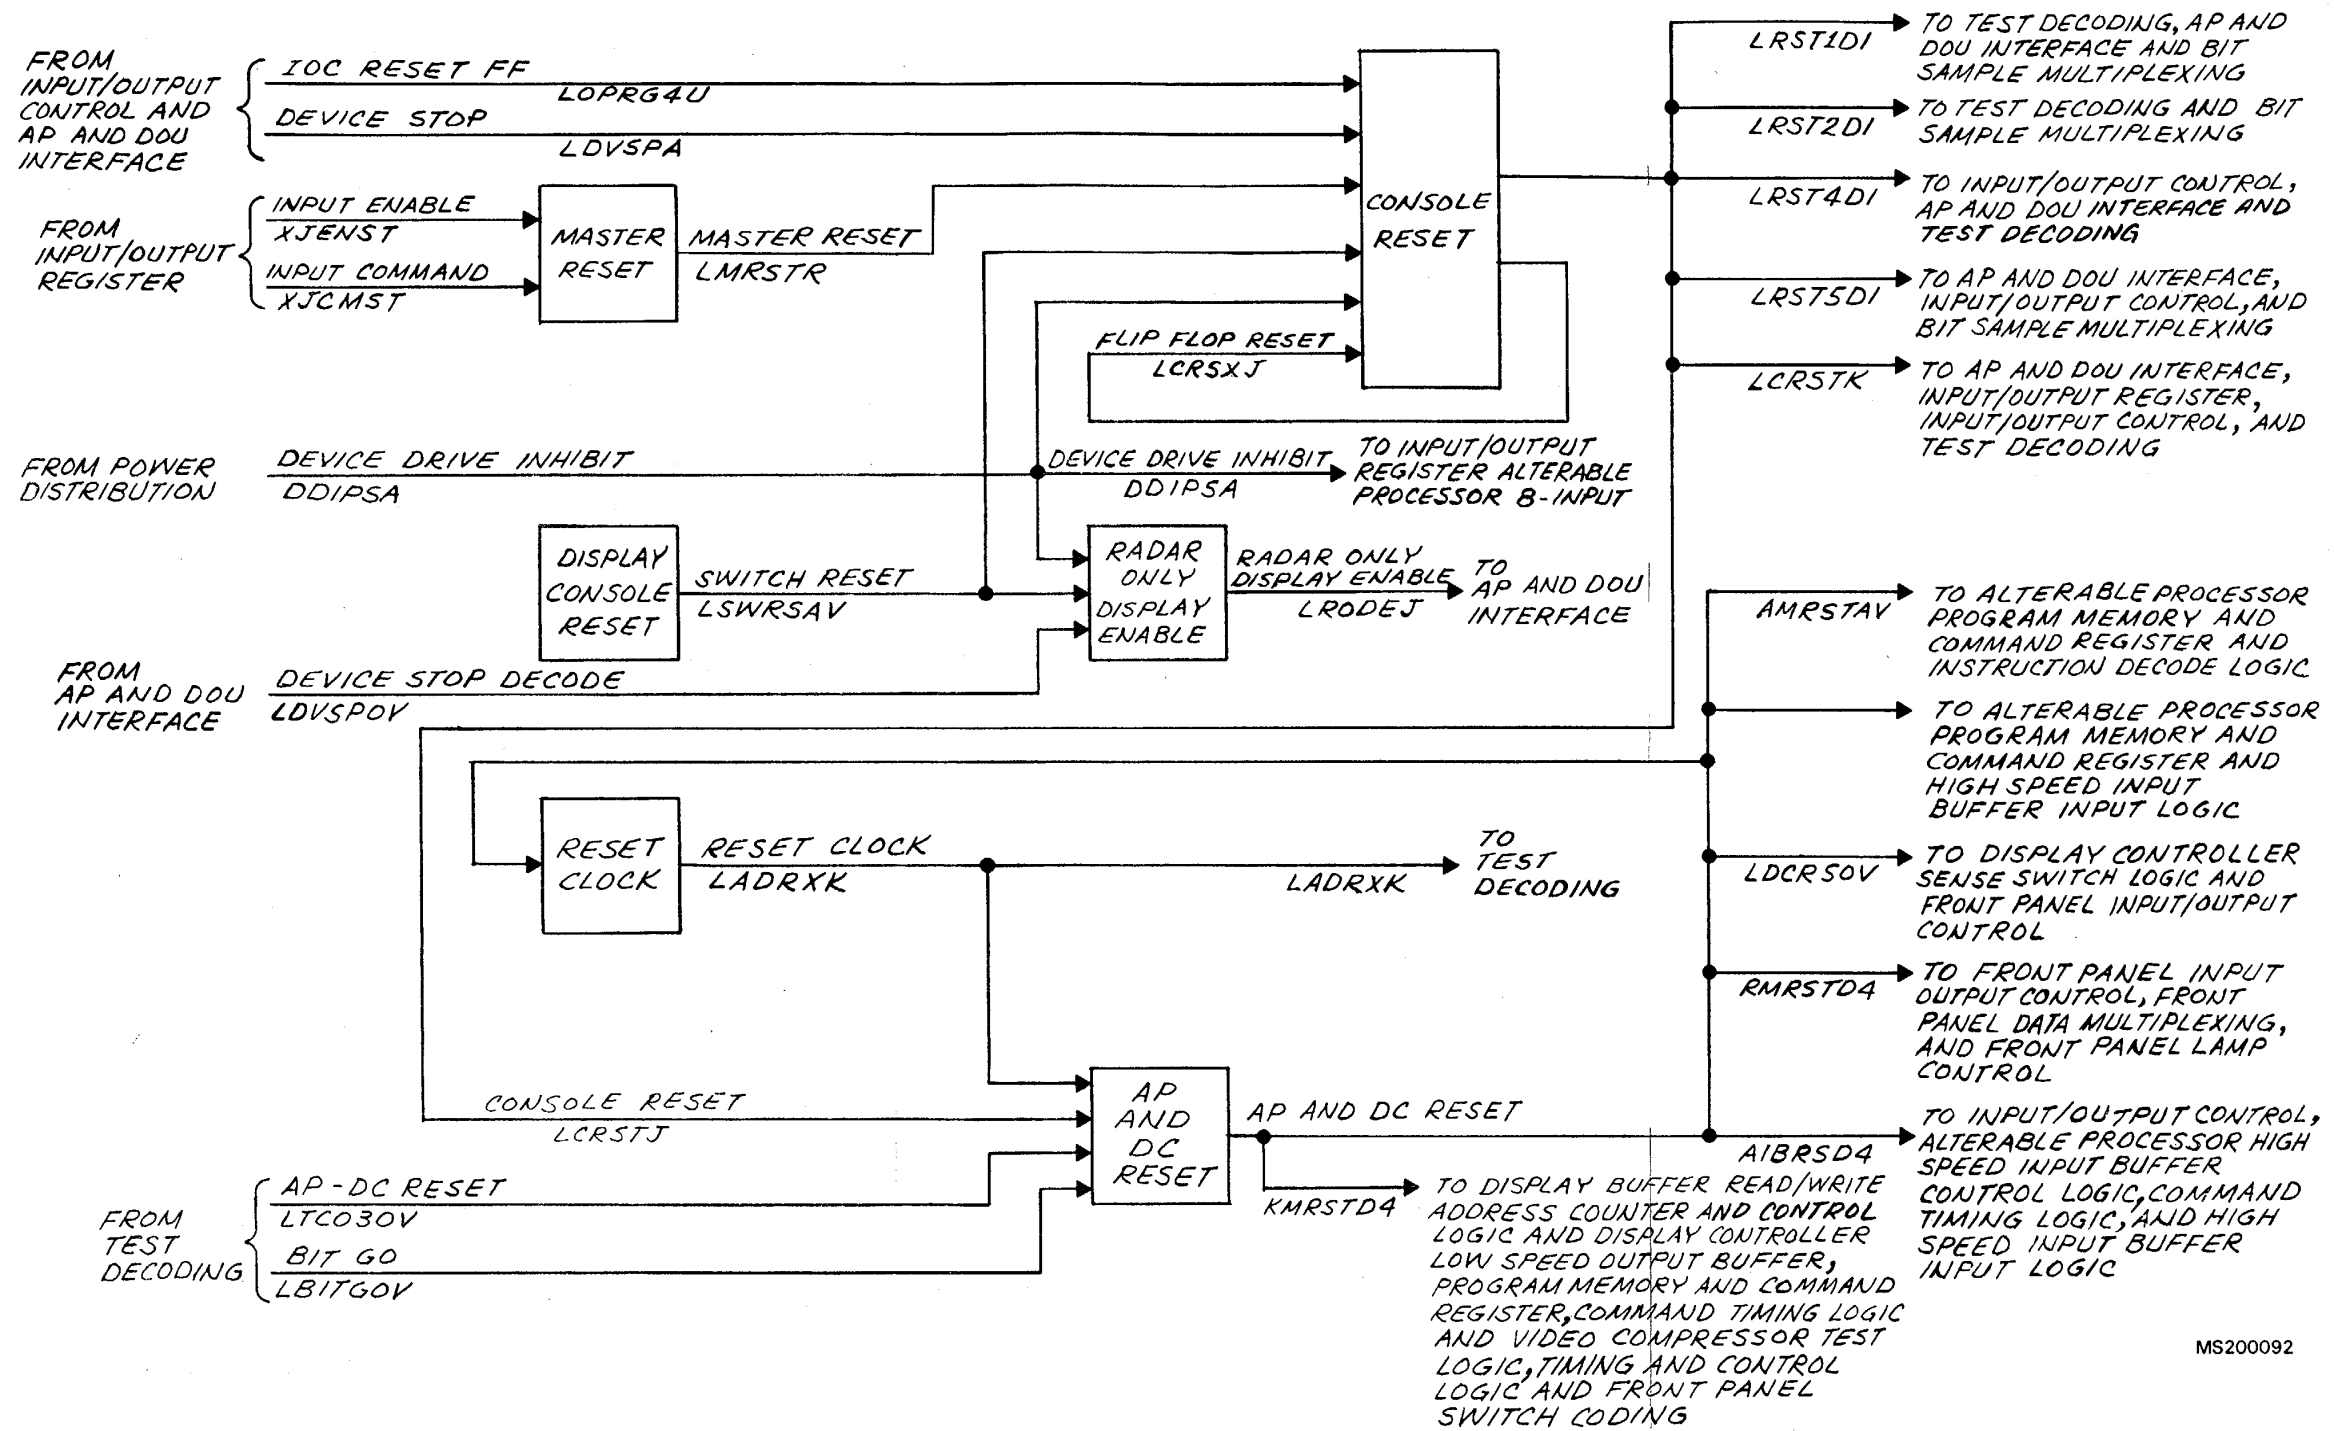 FROM
INPUT/OUTPUT
CONTROL AND
AP AND DOU
INTERFACE
IOC RESET FF
LOPRG4U
DEVICE STOP
LDVSPA
FROM
INPUT/OUTPUT
REGISTER
INPUT ENABLE
XJENST
INPUT COMMAND
XJCMST
MASTER
RESET
MASTER RESET
LMRSTR
CONSOLE
RESET
FLIP FLOP RESET
LCRSXJ
LRST1DI
TO TEST DECODING, AP AND
DOU INTERFACE AND BIT
SAMPLE MULTIPLEXING
LRST2DI
TO TEST DECODING AND BIT
SAMPLE MULTIPLEXING
LRST4DI
TO INPUT/OUTPUT CONTROL,
AP AND DOU INTERFACE AND
TEST DECODING
LRST5DI
TO AP AND DOU INTERFACE,
INPUT/OUTPUT CONTROL, AND
BIT SAMPLE MULTIPLEXING
LCRSTK
TO AP AND DOU INTERFACE,
INPUT/OUTPUT REGISTER,
INPUT/OUTPUT CONTROL, AND
TEST DECODING
FROM POWER
DISTRIBUTION
DEVICE DRIVE INHIBIT
DDIPSA
DEVICE DRIVE INHIBIT
DDIPSA
TO INPUT/OUTPUT
REGISTER ALTERABLE
PROCESSOR 8-INPUT
DISPLAY
CONSOLE
RESET
SWITCH RESET
LSWRSAV
RADAR
ONLY
DISPLAY
ENABLE
RADAR ONLY
DISPLAY ENABLE
LRODEJ
TO
AP AND DOU
INTERFACE
FROM
AP AND DOU
INTERFACE
DEVICE STOP DECODE
LDVSPOV
RESET
CLOCK
RESET CLOCK
LADRXK
LADRXK
TO
TEST
DECODING
AMRSTAV
TO ALTERABLE PROCESSOR
PROGRAM MEMORY AND
COMMAND REGISTER AND
INSTRUCTION DECODE LOGIC
TO ALTERABLE PROCESSOR
PROGRAM MEMORY AND
COMMAND REGISTER AND
HIGH SPEED INPUT
BUFFER INPUT LOGIC
LDCRSOV
TO DISPLAY CONTROLLER
SENSE SWITCH LOGIC AND
FRONT PANEL INPUT/OUTPUT
CONTROL
RMRSTD4
TO FRONT PANEL INPUT
OUTPUT CONTROL, FRONT
PANEL DATA MULTIPLEXING,
AND FRONT PANEL LAMP
CONTROL
CONSOLE RESET
LCRSTJ
AP
AND
DC
RESET
AP AND DC RESET
AIBRSD4
TO INPUT/OUTPUT CONTROL,
ALTERABLE PROCESSOR HIGH
SPEED INPUT BUFFER
CONTROL LOGIC, COMMAND
TIMING LOGIC, AND HIGH
SPEED INPUT BUFFER
INPUT LOGIC
FROM
TEST
DECODING
AP-DC RESET
LTC030V
BIT GO
LBITGOV
KMRSTD4
TO DISPLAY BUFFER READ/WRITE
ADDRESS COUNTER AND CONTROL
LOGIC AND DISPLAY CONTROLLER
LOW SPEED OUTPUT BUFFER,
PROGRAM MEMORY AND COMMAND
REGISTER, COMMAND TIMING LOGIC
AND VIDEO COMPRESSOR TEST
LOGIC, TIMING AND CONTROL
LOGIC AND FRONT PANEL
SWITCH CODING
MS200092